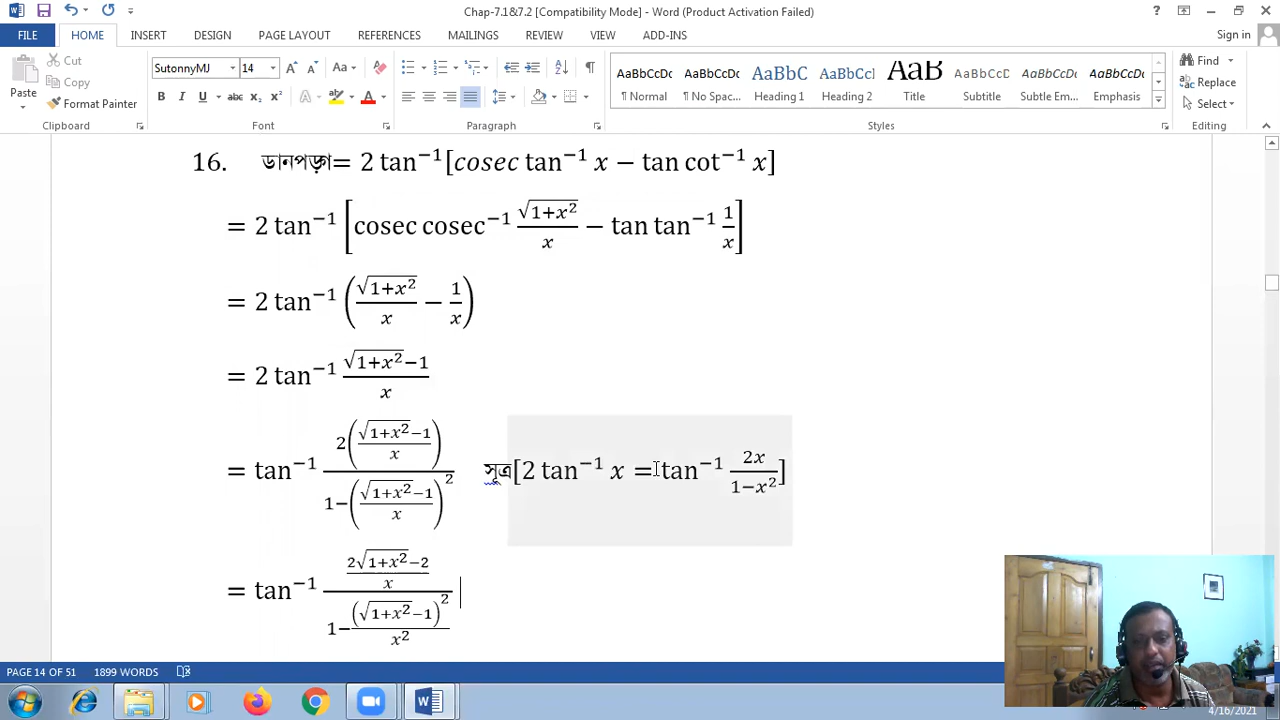 Chap-7.1&7.2 [Compatibility Mode] - Word (Product Activation Failed)
FILE HOME INSERT DESIGN PAGE LAYOUT REFERENCES MAILINGS REVIEW VIEW ADD-INS Sign in
Paste Cut Copy Format Painter
SutonnyMJ 14
AaBbCcDc AaBbCcDc AaBbC AaBbCc AaB AaBbCcD AaBbCcDc
¶ Normal ¶ No Spac... Heading 1 Heading 2 Title Subtitle Subtle Em... Emphasis
Find Replace Select
Clipboard Font Paragraph Styles Editing
16. ডানপক্ষ= 2 tan⁻¹[cosec tan⁻¹ x − tan cot⁻¹ x]
= 2 tan⁻¹ [cosec cosec⁻¹ √(1+x²)/x − tan tan⁻¹ 1/x]
= 2 tan⁻¹ (√(1+x²)/x − 1/x)
= 2 tan⁻¹ (√(1+x²)−1)/x
= tan⁻¹ 2((√(1+x²)−1)/x) / (1−((√(1+x²)−1)/x)²) সূত্র[2 tan⁻¹ x = tan⁻¹ 2x/(1−x²)]
= tan⁻¹ ((2√(1+x²)−2)/x) / (1−(√(1+x²)−1)²/x²)
PAGE 14 OF 51 1899 WORDS
4/16/2021